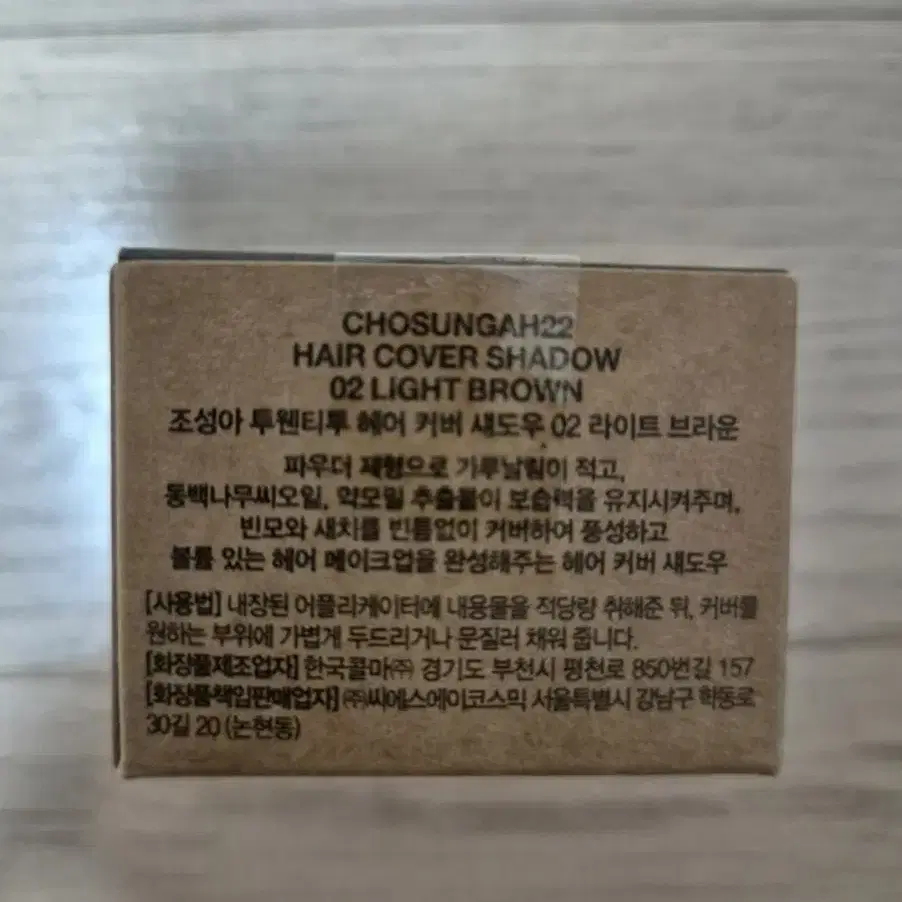 CHOSUNGAH22
HAIR COVER SHADOW
02 LIGHT BROWN
조성아 투웬티투 헤어 커버 섀도우 02 라이트 브라운
파우더 제형으로 가루날림이 적고,
동백나무씨오일, 약모밀 추출물이 보습력을 유지시켜주며,
빈모와 새치를 빈틈없이 커버하여 풍성하고
볼륨 있는 헤어 메이크업을 완성해주는 헤어 커버 섀도우
[사용법] 내장된 어플리케이터에 내용물을 적당량 취해준 뒤, 커버를
원하는 부위에 가볍게 두드리거나 문질러 채워 줍니다.
[화장품제조업자] 한국콜마㈜ 경기도 부천시 평천로 850번길 157
[화장품책임판매업자] ㈜씨에스에이코스믹 서울특별시 강남구 학동로
30길 20 (논현동)